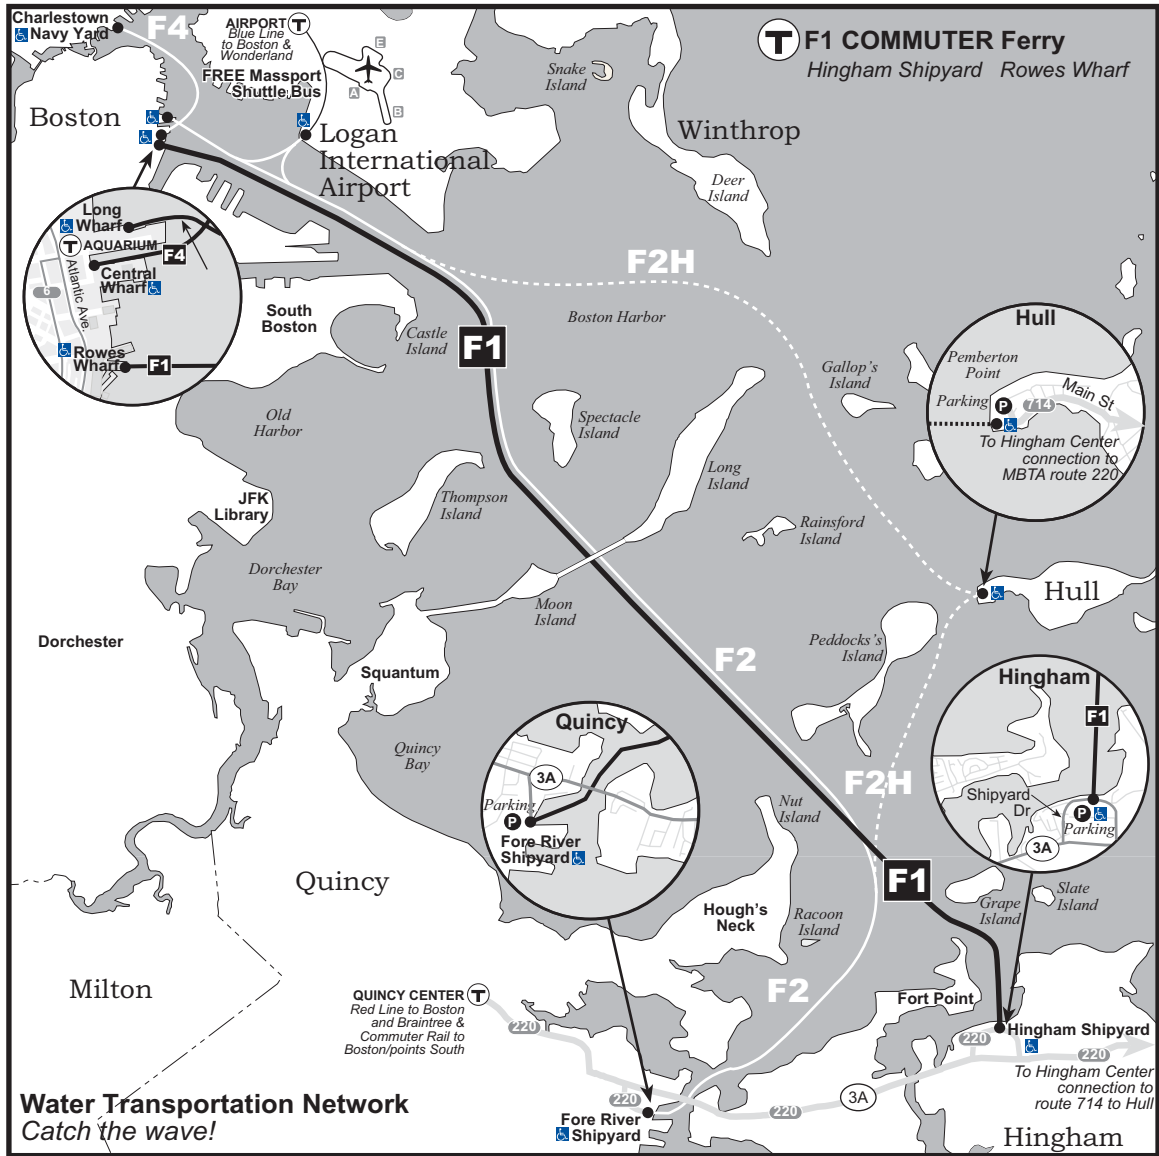 Charlestown
Navy Yard
F4
AIRPORT T
Blue Line
to Boston &
Wonderland
FREE Massport
Shuttle Bus
E
C
A
B
T F1 COMMUTER Ferry
Hingham Shipyard Rowes Wharf
Snake
Island
Boston
Logan
International
Airport
Winthrop
Deer
Island
Long
Wharf
T AQUARIUM
F4
Central
Wharf
Atlantic Ave.
6
Rowes
Wharf
F1
F2H
South
Boston
Castle
Island
F1
Boston Harbor
Hull
Pemberton
Point
Parking P
714
Main St
To Hingham Center
connection to
MBTA route 220
Gallop's
Island
Old
Harbor
Spectacle
Island
Long
Island
JFK
Library
Thompson
Island
Rainsford
Island
Dorchester
Bay
Moon
Island
Hull
Dorchester
Squantum
F2
Peddocks's
Island
Hingham
F1
Shipyard
Dr
P
Parking
3A
Quincy
3A
Parking
P
Fore River
Shipyard
Quincy
Bay
F2H
Nut
Island
Quincy
F1
Grape
Island
Slate
Island
Hough's
Neck
Racoon
Island
Milton
F2
Fort Point
QUINCY CENTER T
Red Line to Boston
and Braintree &
Commuter Rail to
Boston/points South
220
Hingham Shipyard
220
220
To Hingham Center
connection to
route 714 to Hull
220
220
3A
Fore River
Shipyard
Water Transportation Network
Catch the wave!
Hingham